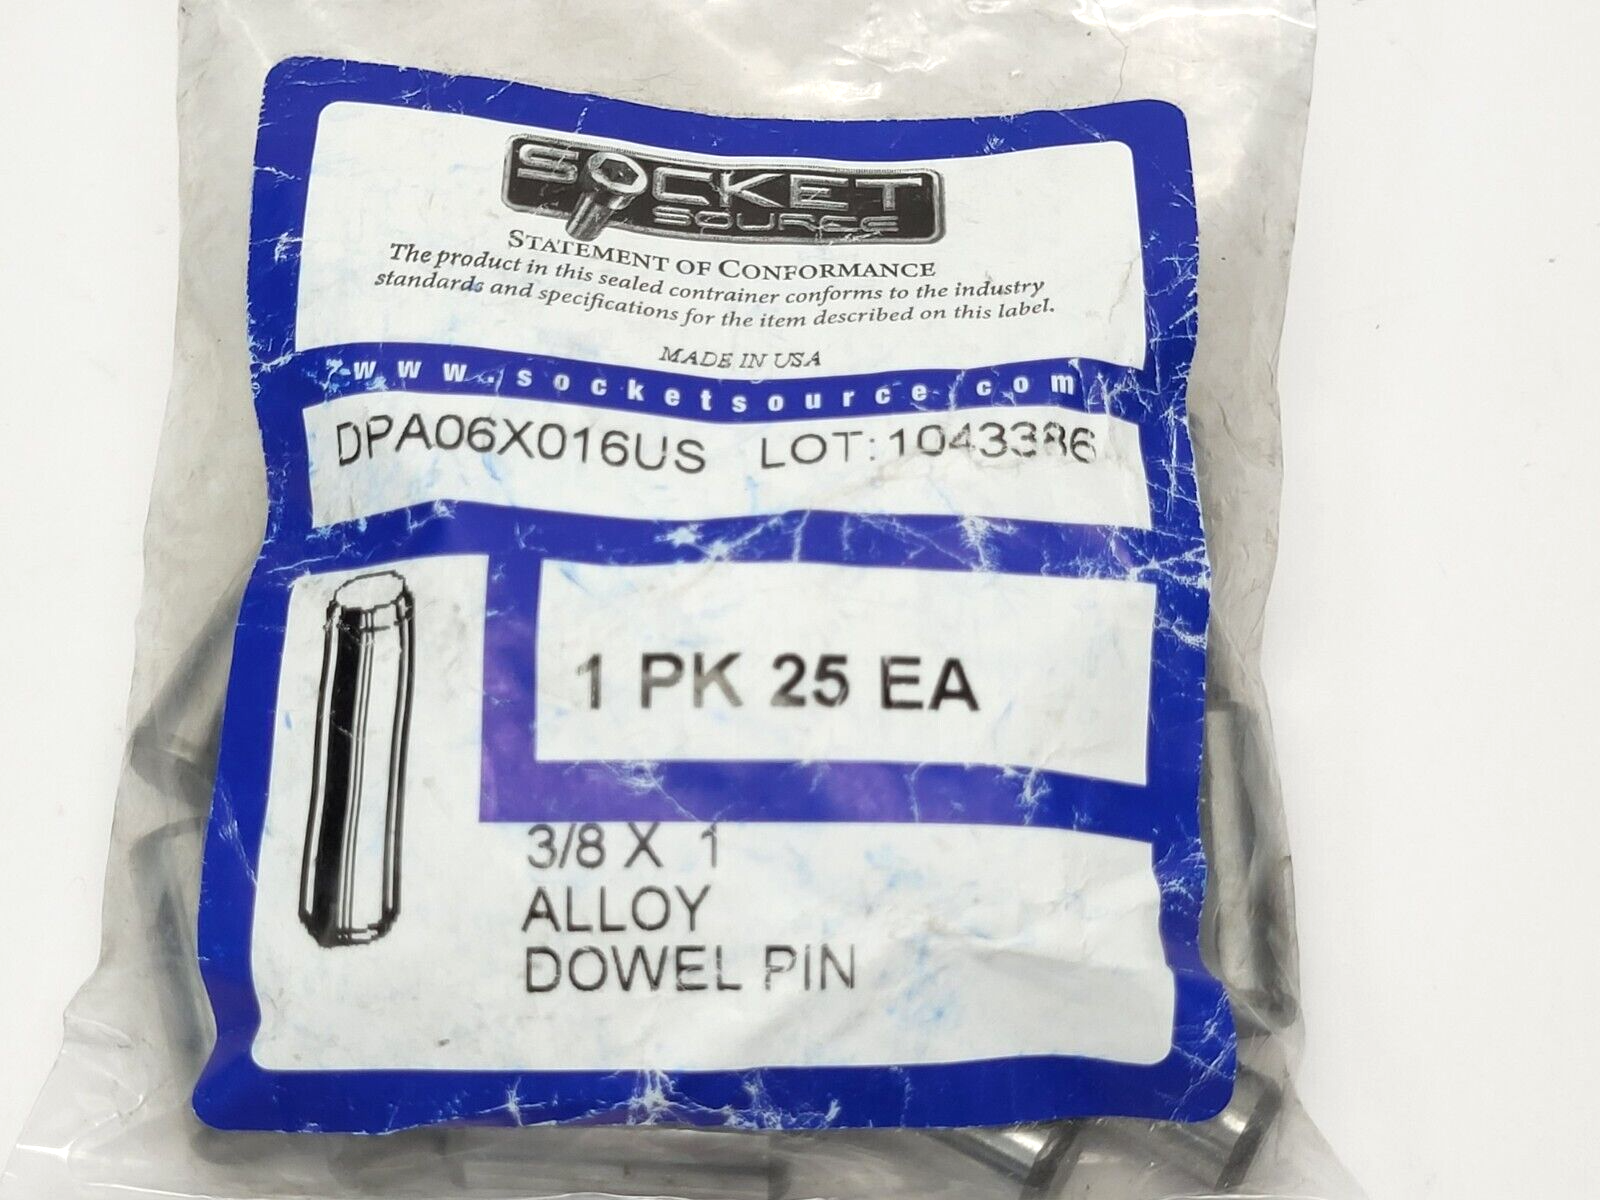 SOCKET
SOURCE
STATEMENT OF CONFORMANCE
The product in this sealed contrainer conforms to the industry
standards and specifications for the item described on this label.
MADE IN USA
www.socketsource.com
DPA06X016US LOT:1043386
1 PK 25 EA
3/8 X 1
ALLOY
DOWEL PIN